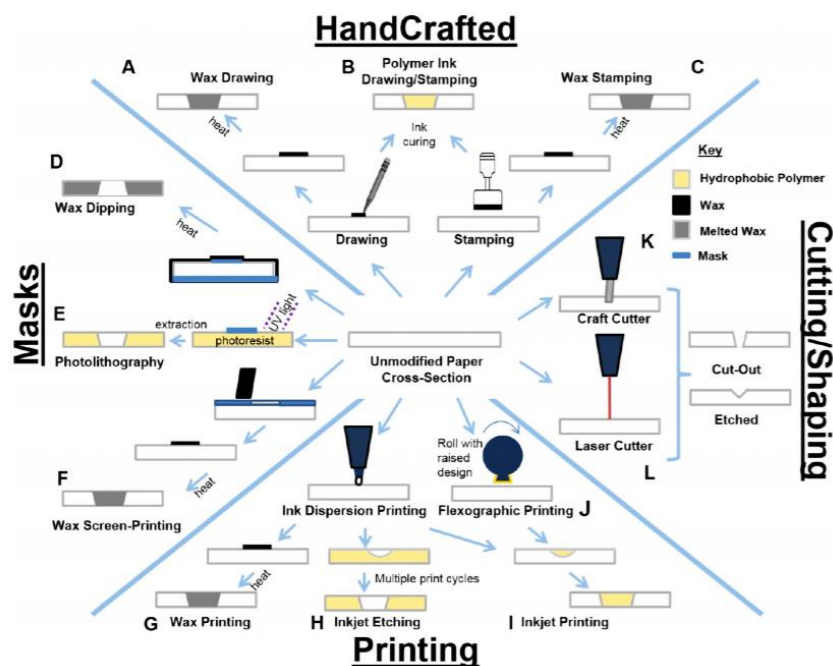 HandCrafted
A
Wax Drawing
heat
B
Polymer Ink
Drawing/Stamping
Ink
curing
C
Wax Stamping
heat
Key
Hydrophobic Polymer
Wax
Melted Wax
Mask
D
Wax Dipping
heat
Drawing
Stamping
Masks
E
extraction
UV light
photoresist
Photolithography
Unmodified Paper
Cross-Section
K
Craft Cutter
Cut-Out
Etched
Laser Cutter
L
Cutting/Shaping
F
heat
Wax Screen-Printing
Roll with
raised
design
Ink Dispersion Printing
Flexographic Printing
J
heat
Multiple print cycles
G
Wax Printing
H
Inkjet Etching
I
Inkjet Printing
Printing